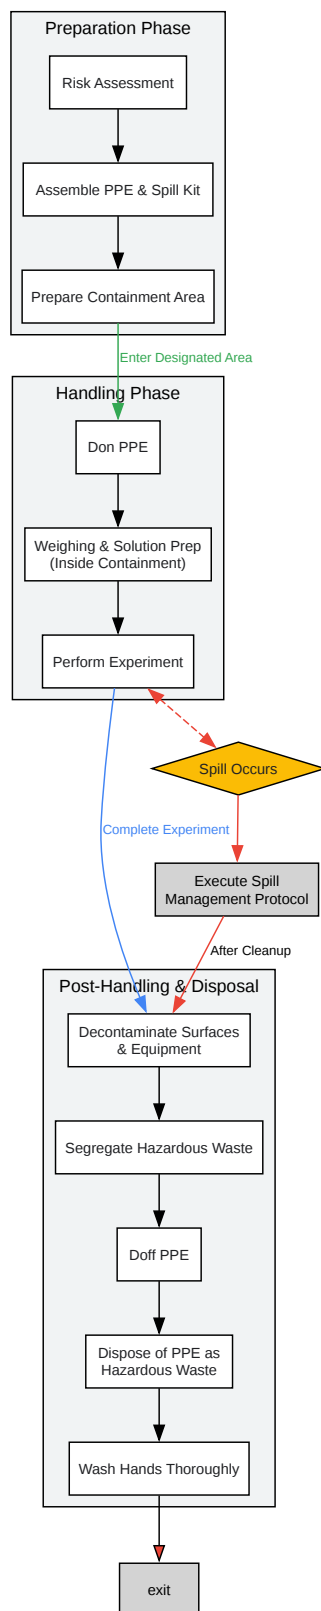 Preparation Phase
Risk Assessment
Assemble PPE & Spill Kit
Prepare Containment Area
Enter Designated Area
Handling Phase
Don PPE
Weighing & Solution Prep
(Inside Containment)
Perform Experiment
Spill Occurs
Complete Experiment
Execute Spill
Management Protocol
After Cleanup
Post-Handling & Disposal
Decontaminate Surfaces
& Equipment
Segregate Hazardous Waste
Doff PPE
Dispose of PPE as
Hazardous Waste
Wash Hands Thoroughly
exit